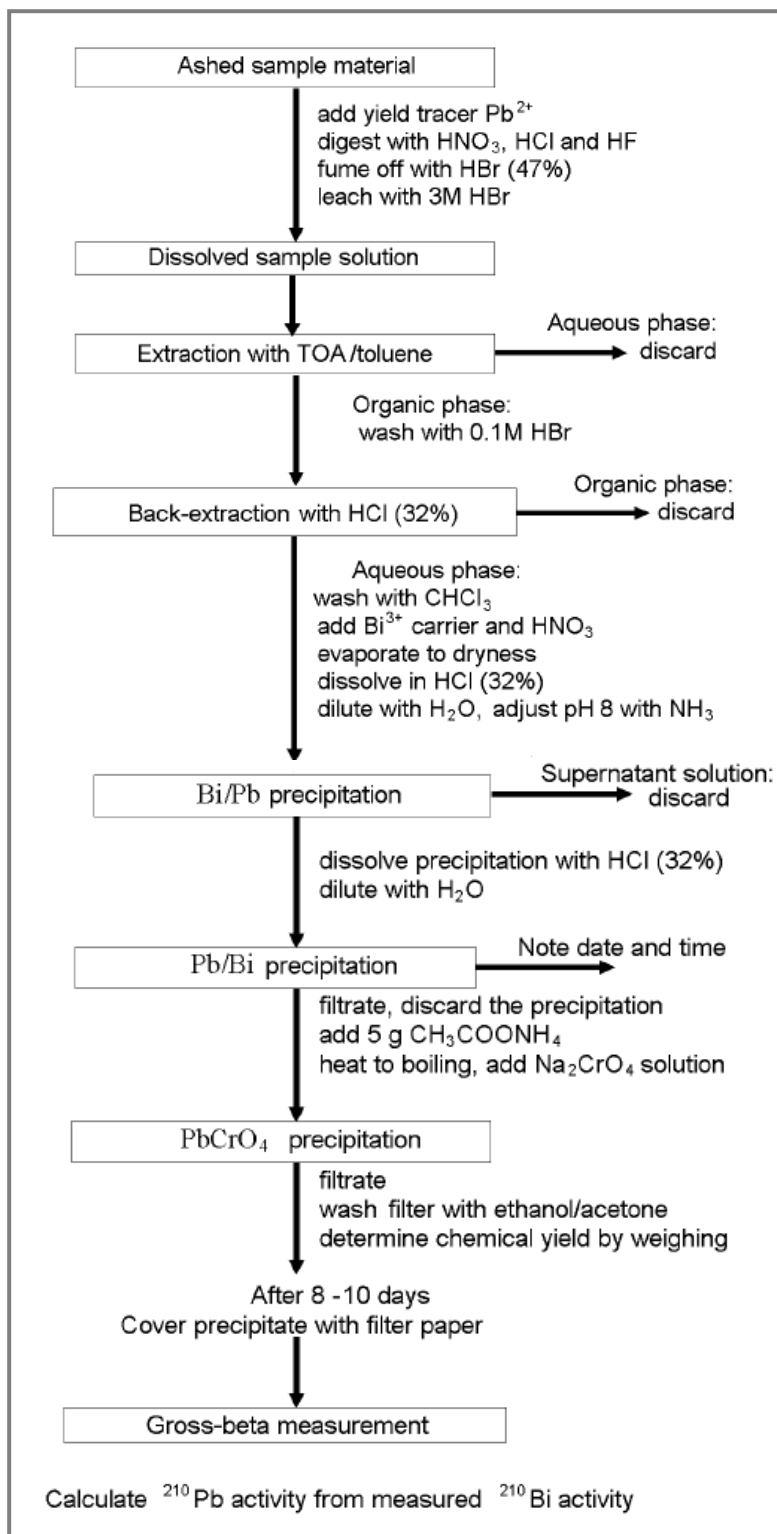 Ashed sample material
add yield tracer Pb²⁺
digest with HNO₃, HCl and HF
fume off with HBr (47%)
leach with 3M HBr
Dissolved sample solution
Extraction with TOA/toluene
Aqueous phase:
discard
Organic phase:
wash with 0.1M HBr
Back-extraction with HCl (32%)
Organic phase:
discard
Aqueous phase:
wash with CHCl₃
add Bi³⁺ carrier and HNO₃
evaporate to dryness
dissolve in HCl (32%)
dilute with H₂O, adjust pH 8 with NH₃
Bi/Pb precipitation
Supernatant solution:
discard
dissolve precipitation with HCl (32%)
dilute with H₂O
Pb/Bi precipitation
Note date and time
filtrate, discard the precipitation
add 5 g CH₃COONH₄
heat to boiling, add Na₂CrO₄ solution
PbCrO₄ precipitation
filtrate
wash filter with ethanol/acetone
determine chemical yield by weighing
After 8 -10 days
Cover precipitate with filter paper
Gross-beta measurement
Calculate ²¹⁰Pb activity from measured ²¹⁰Bi activity